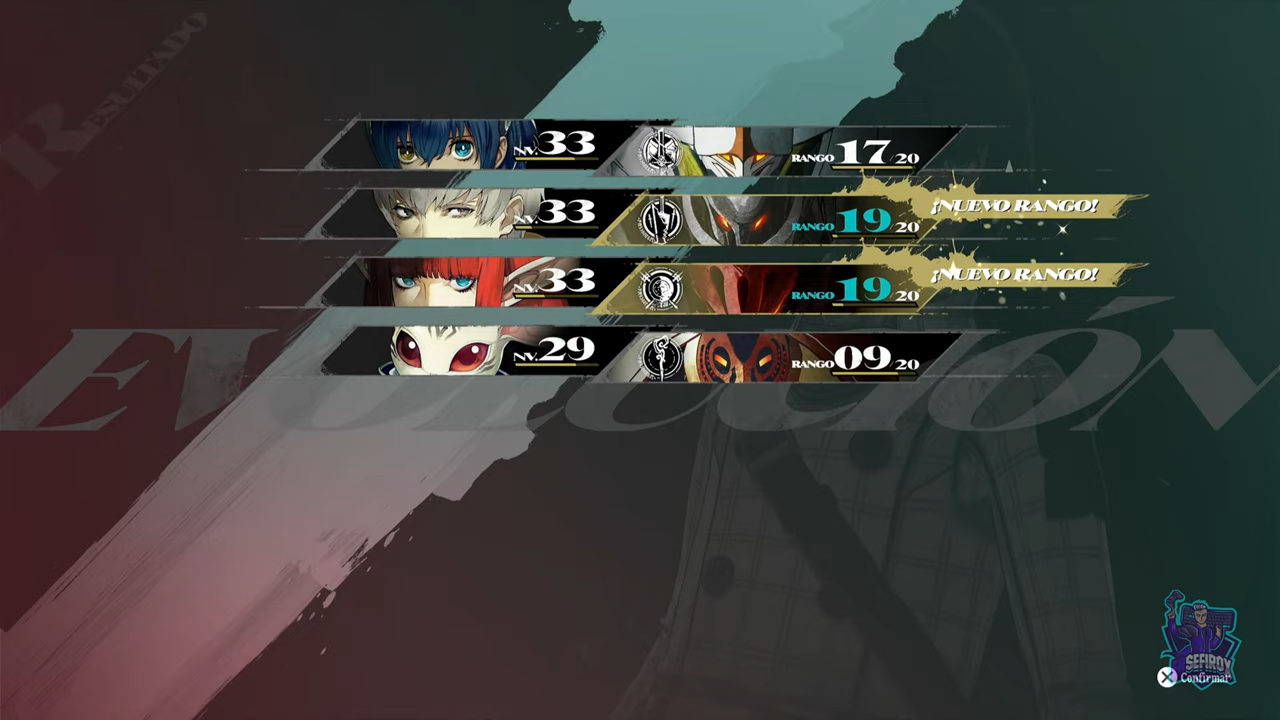 RESULTADO
NV. 33 RANGO 17/20
NV. 33 RANGO 19/20 ¡NUEVO RANGO!
NV. 33 RANGO 19/20 ¡NUEVO RANGO!
NV. 29 RANGO 09/20
EVOLUCIÓN
SEFIROY
Confirmar